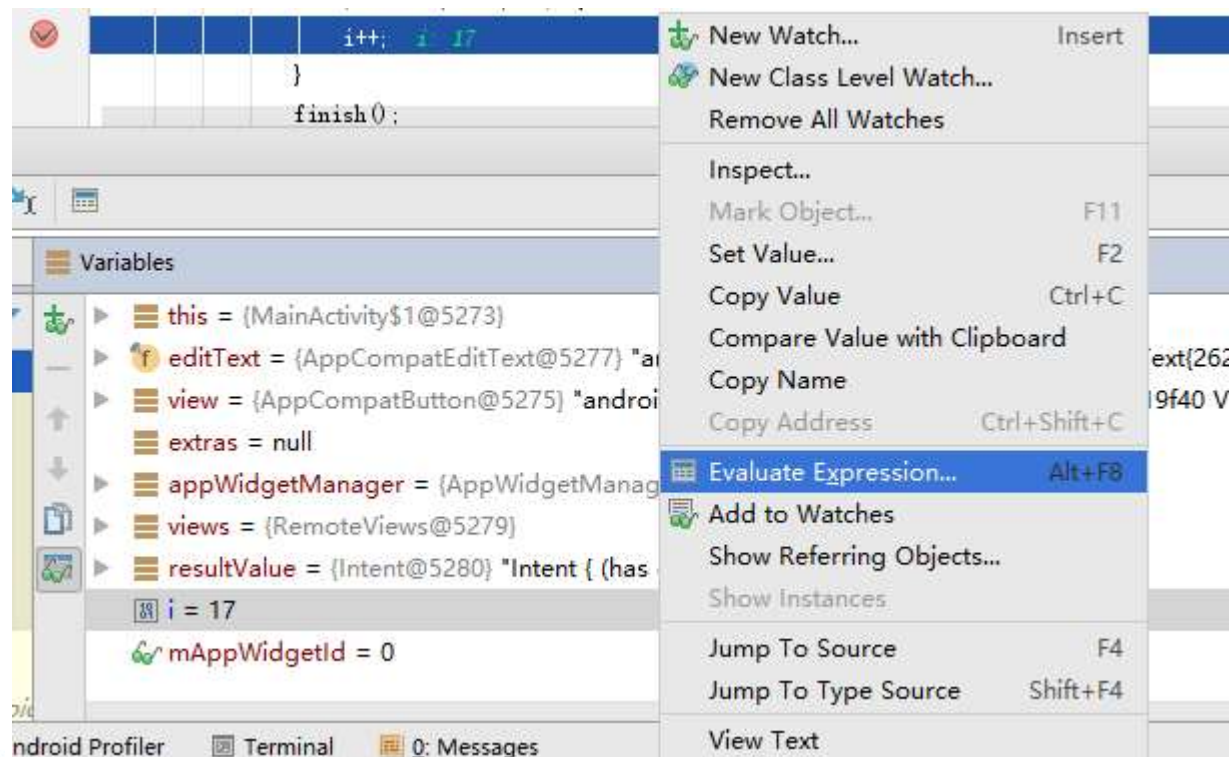 i++; i: 17
}
finish();
Variables
this = {MainActivity$1@5273}
editText = {AppCompatEditText@5277} "a
ext{262
view = {AppCompatButton@5275} "androi
9f40 V
extras = null
appWidgetManager = {AppWidgetManag
views = {RemoteViews@5279}
resultValue = {Intent@5280} "Intent { (has
i = 17
mAppWidgetId = 0
ndroid Profiler
Terminal
0: Messages
New Watch... Insert
New Class Level Watch...
Remove All Watches
Inspect...
Mark Object... F11
Set Value... F2
Copy Value Ctrl+C
Compare Value with Clipboard
Copy Name
Copy Address Ctrl+Shift+C
Evaluate Expression... Alt+F8
Add to Watches
Show Referring Objects...
Show Instances
Jump To Source F4
Jump To Type Source Shift+F4
View Text